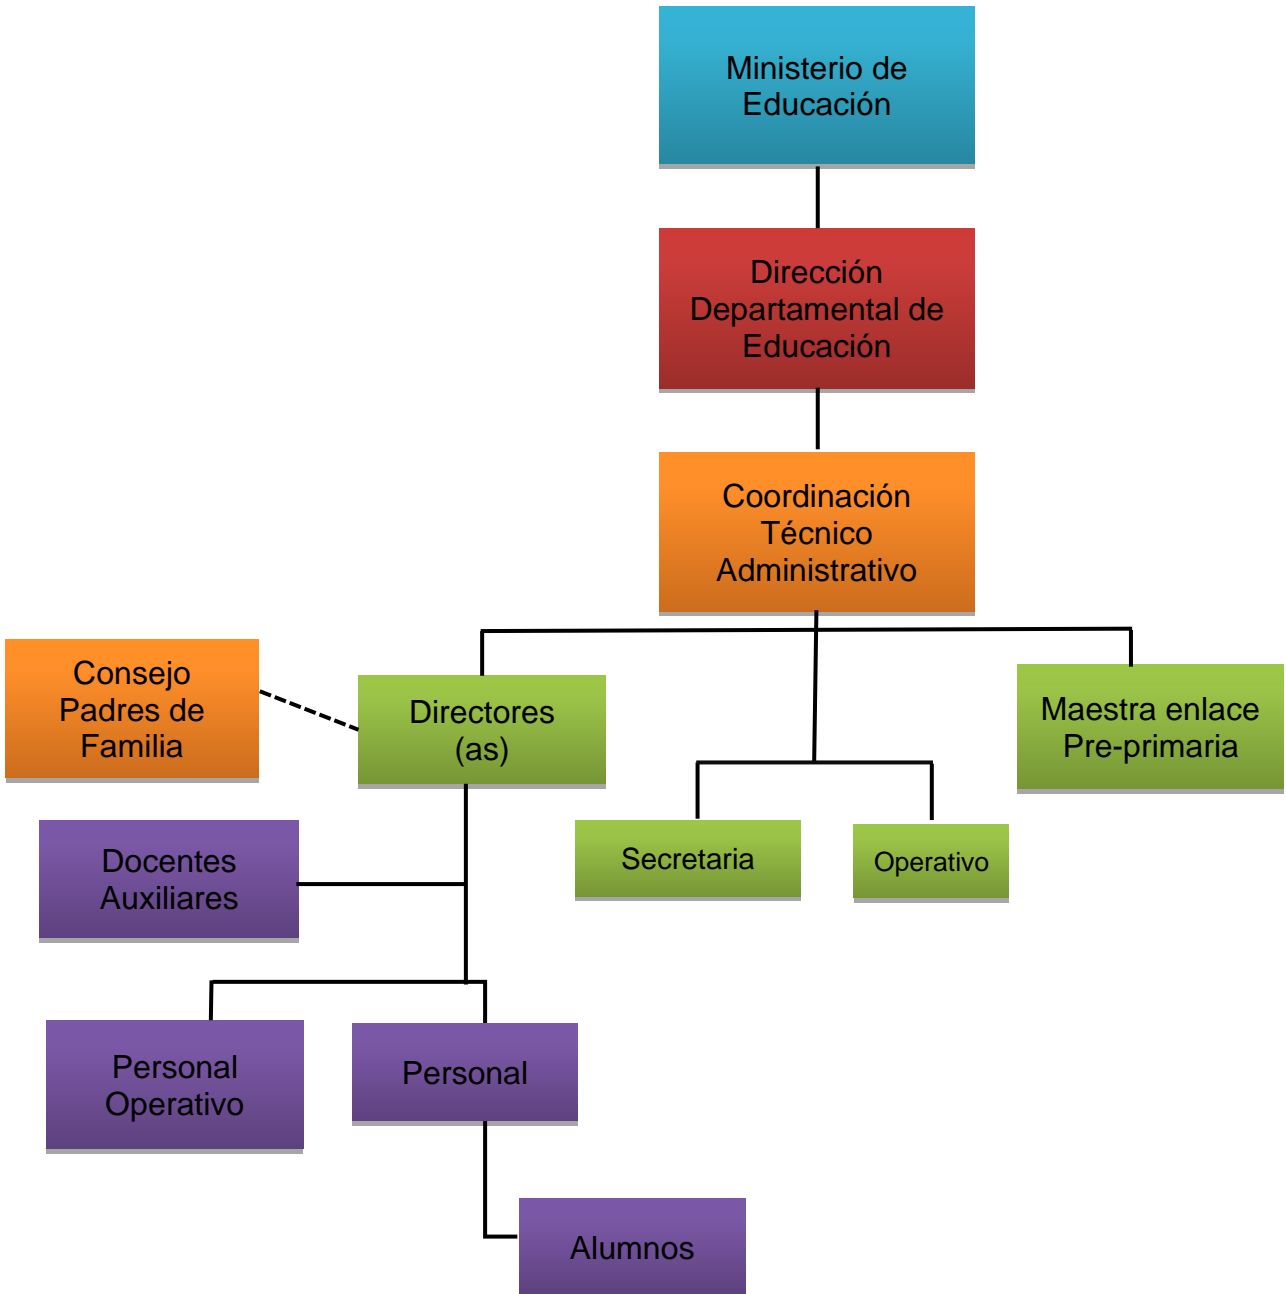 Ministerio de
Educación
Dirección
Departamental de
Educación
Coordinación
Técnico
Administrativo
Consejo
Padres de
Familia
Directores
(as)
Maestra enlace
Pre-primaria
Docentes
Auxiliares
Secretaria
Operativo
Personal
Operativo
Personal
Alumnos